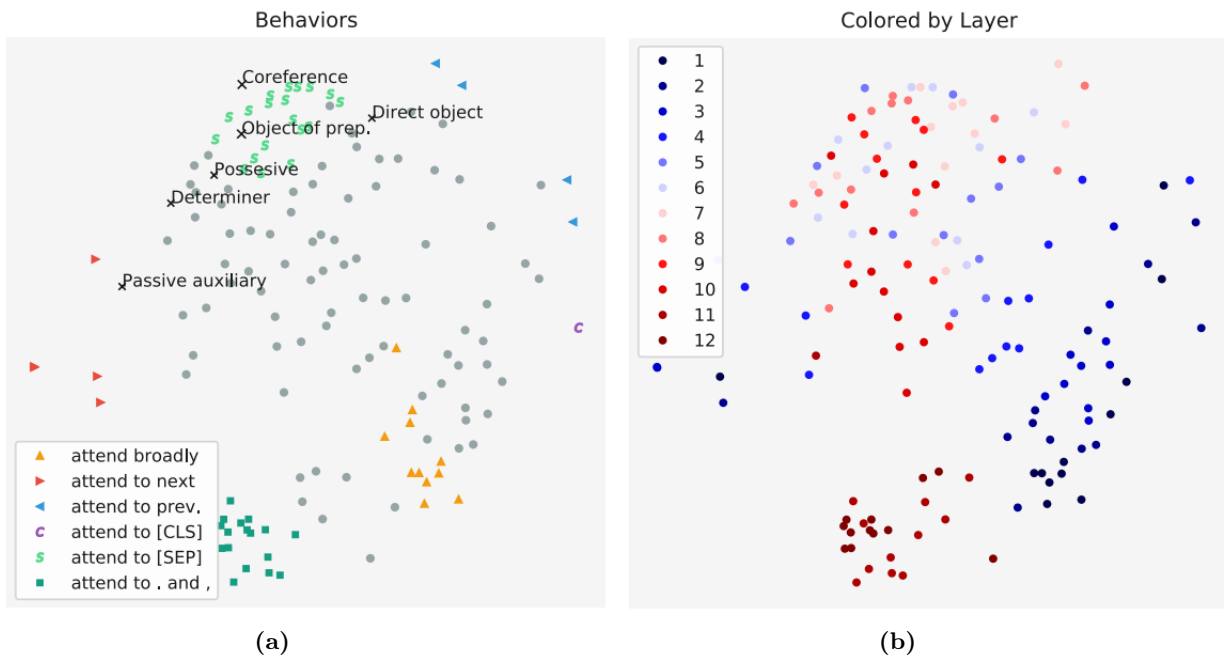 Behaviors
Coreference
Direct object
Object of prep.
Possesive
Determiner
Passive auxiliary
c
attend broadly
attend to next
attend to prev.
c attend to [CLS]
s attend to [SEP]
attend to . and ,
(a)
Colored by Layer
1
2
3
4
5
6
7
8
9
10
11
12
(b)